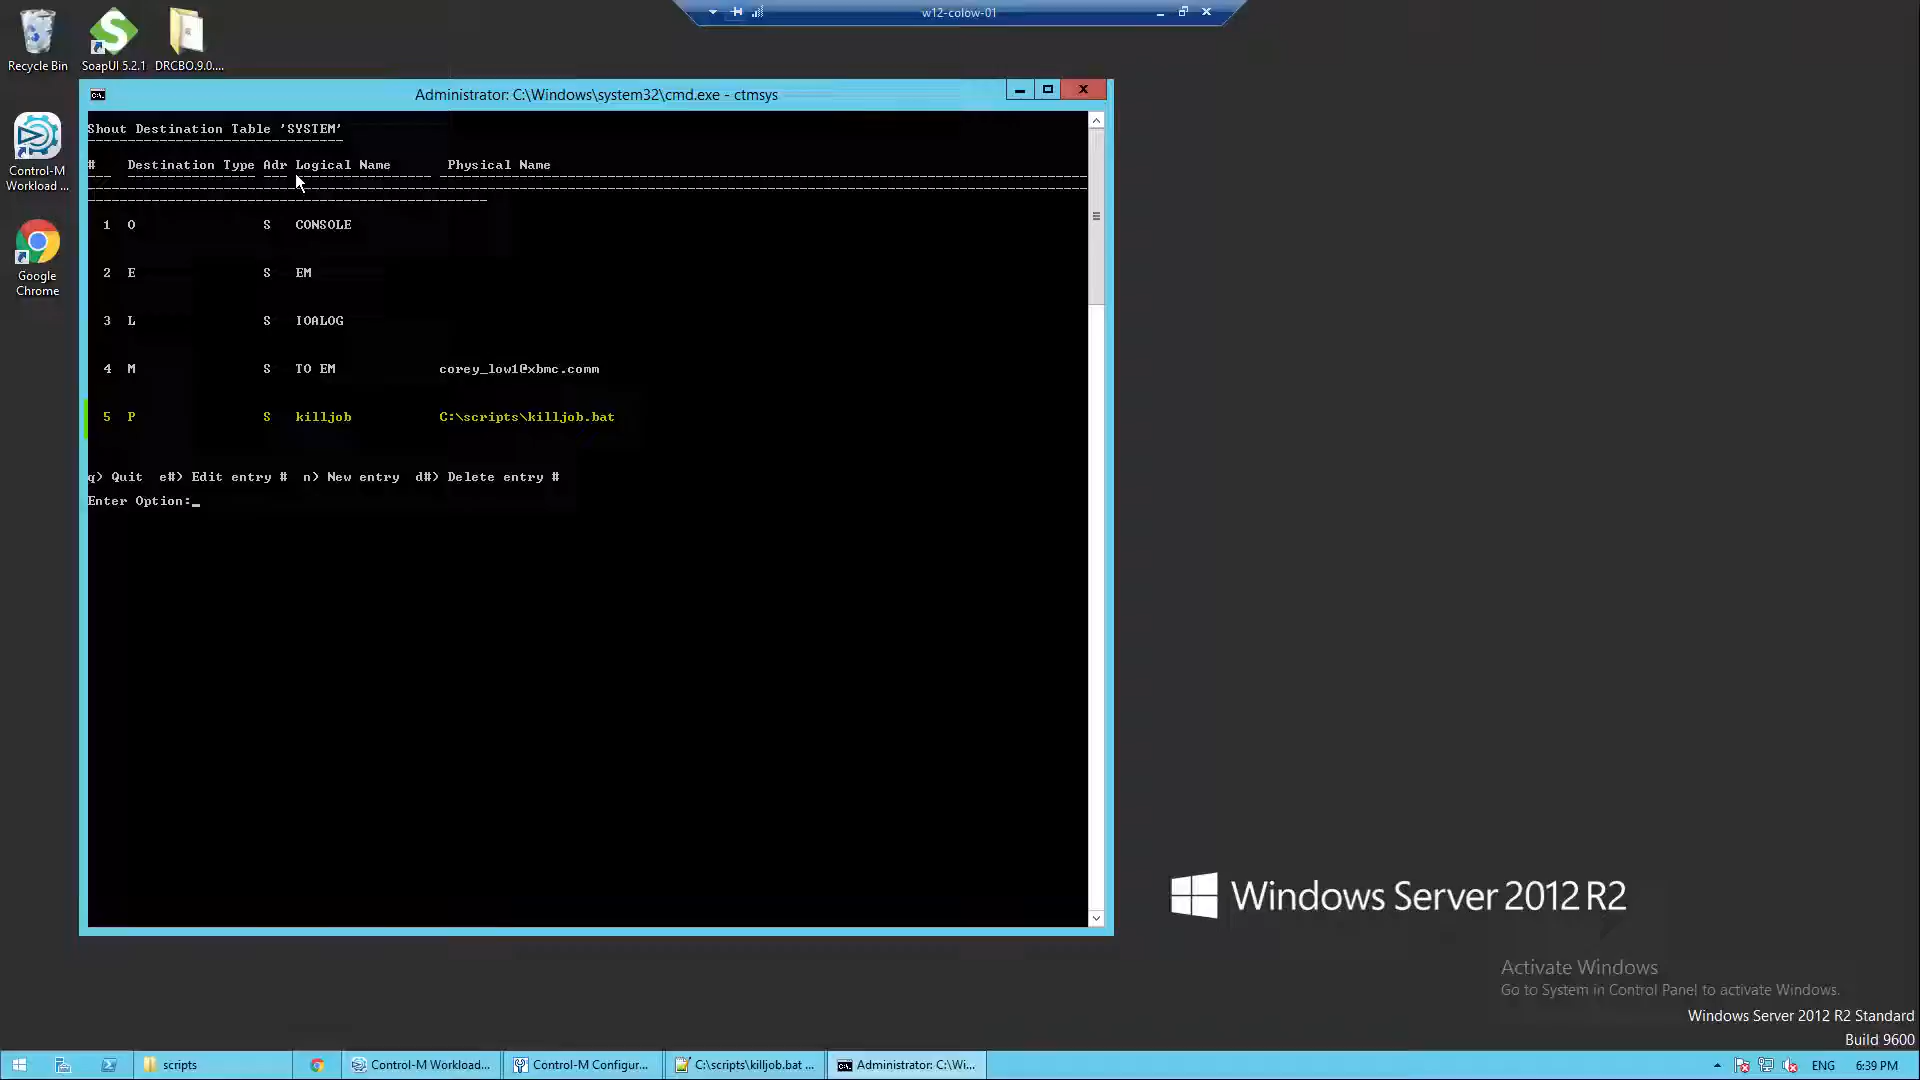 w12-colow-01
Recycle Bin
SoapUI 5.2.1
DRCBO.9.0....
Control-M
Workload ...
Google
Chrome
Administrator: C:\Windows\system32\cmd.exe - ctmsys
Shout Destination Table 'SYSTEM'
# Destination Type Adr Logical Name Physical Name
1 O S CONSOLE
2 E S EM
3 L S IOALOG
4 M S TO EM corey_low1@xbmc.comm
5 P S killjob C:\scripts\killjob.bat
q) Quit e#) Edit entry # n) New entry d#) Delete entry #
Enter Option:_
Windows Server 2012 R2
Activate Windows
Go to System in Control Panel to activate Windows.
Windows Server 2012 R2 Standard
Build 9600
scripts
Control-M Workload...
Control-M Configur...
C:\scripts\killjob.bat ...
Administrator: C:\Wi...
ENG
6:39 PM